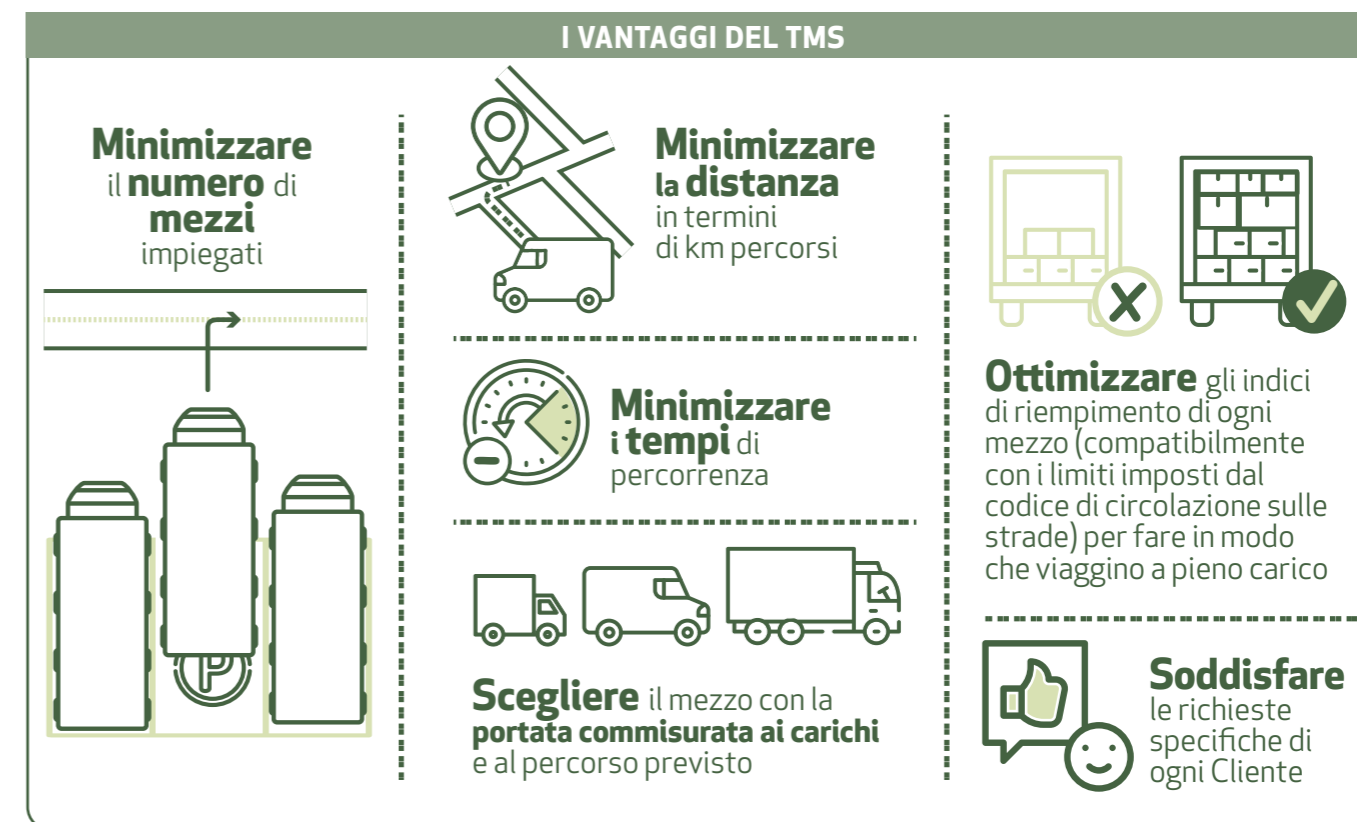 I VANTAGGI DEL TMS
Minimizzare
il numero di
mezzi
impiegati
P
Minimizzare
la distanza
in termini
di km percorsi
Minimizzare
i tempi di
percorrenza
Scegliere il mezzo con la
portata commisurata ai carichi
e al percorso previsto
Ottimizzare gli indici
di riempimento di ogni
mezzo (compatibilmente
con i limiti imposti dal
codice di circolazione sulle
strade) per fare in modo
che viaggino a pieno carico
Soddisfare
le richieste
specifiche di
ogni Cliente